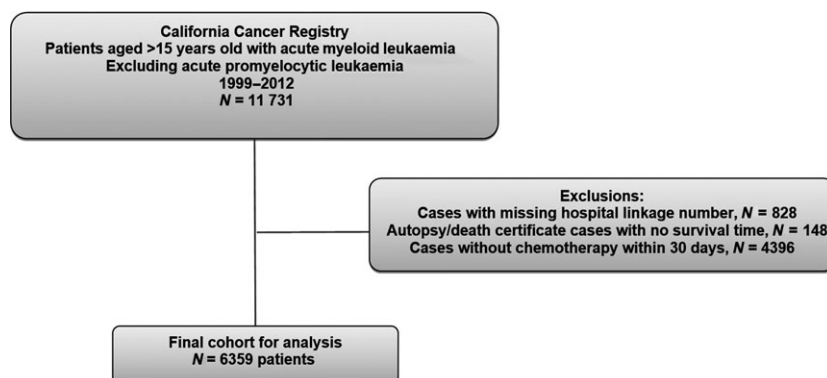 California Cancer Registry
Patients aged >15 years old with acute myeloid leukaemia
Excluding acute promyelocytic leukaemia
1999–2012
N = 11 731
Exclusions:
Cases with missing hospital linkage number, N = 828
Autopsy/death certificate cases with no survival time, N = 148
Cases without chemotherapy within 30 days, N = 4396
Final cohort for analysis
N = 6359 patients